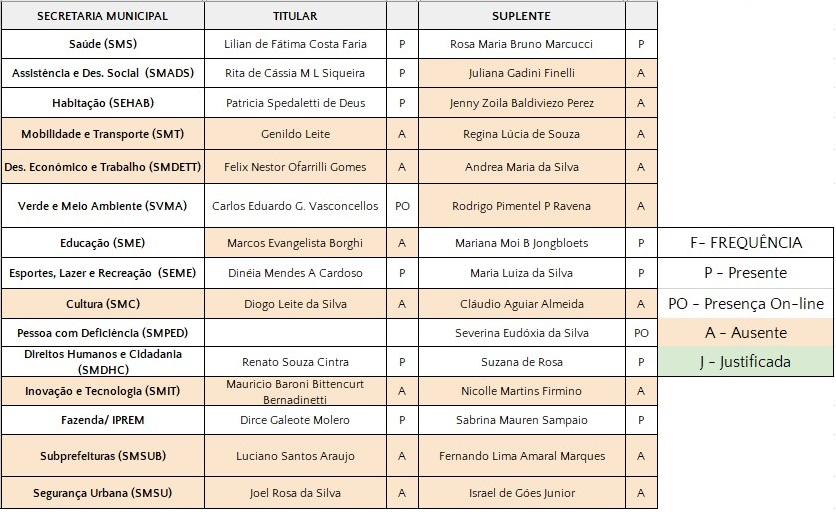 SECRETARIA MUNICIPAL TITULAR SUPLENTE
Saúde (SMS) Lilian de Fátima Costa Faria P Rosa Maria Bruno Marcucci P
Assistência e Des. Social (SMADS) Rita de Cássia M L Siqueira P Juliana Gadini Finelli A
Habitação (SEHAB) Patricia Spedaletti de Deus P Jenny Zoila Baldiviezo Perez A
Mobilidade e Transporte (SMT) Genildo Leite A Regina Lúcia de Souza A
Des. Econômico e Trabalho (SMDETT) Felix Nestor Ofarrilli Gomes A Andrea Maria da Silva A
Verde e Meio Ambiente (SVMA) Carlos Eduardo G. Vasconcellos PO Rodrigo Pimentel P Ravena A
Educação (SME) Marcos Evangelista Borghi A Mariana Moi B Jongbloets P F- FREQUÊNCIA
Esportes, Lazer e Recreação (SEME) Dinéia Mendes A Cardoso P Maria Luiza da Silva P P - Presente
Cultura (SMC) Diogo Leite da Silva A Cláudio Aguiar Almeida A PO - Presença On-line
Pessoa com Deficiência (SMPED) Severina Eudóxia da Silva PO A - Ausente
Direitos Humanos e Cidadania
(SMDHC) Renato Souza Cintra P Suzana de Rosa P J - Justificada
Inovação e Tecnologia (SMIT) Mauricio Baroni Bittencurt
Bernadinetti A Nicolle Martins Firmino A
Fazenda/ IPREM Dirce Galeote Molero P Sabrina Mauren Sampaio P
Subprefeituras (SMSUB) Luciano Santos Araujo A Fernando Lima Amaral Marques A
Segurança Urbana (SMSU) Joel Rosa da Silva A Israel de Góes Junior A